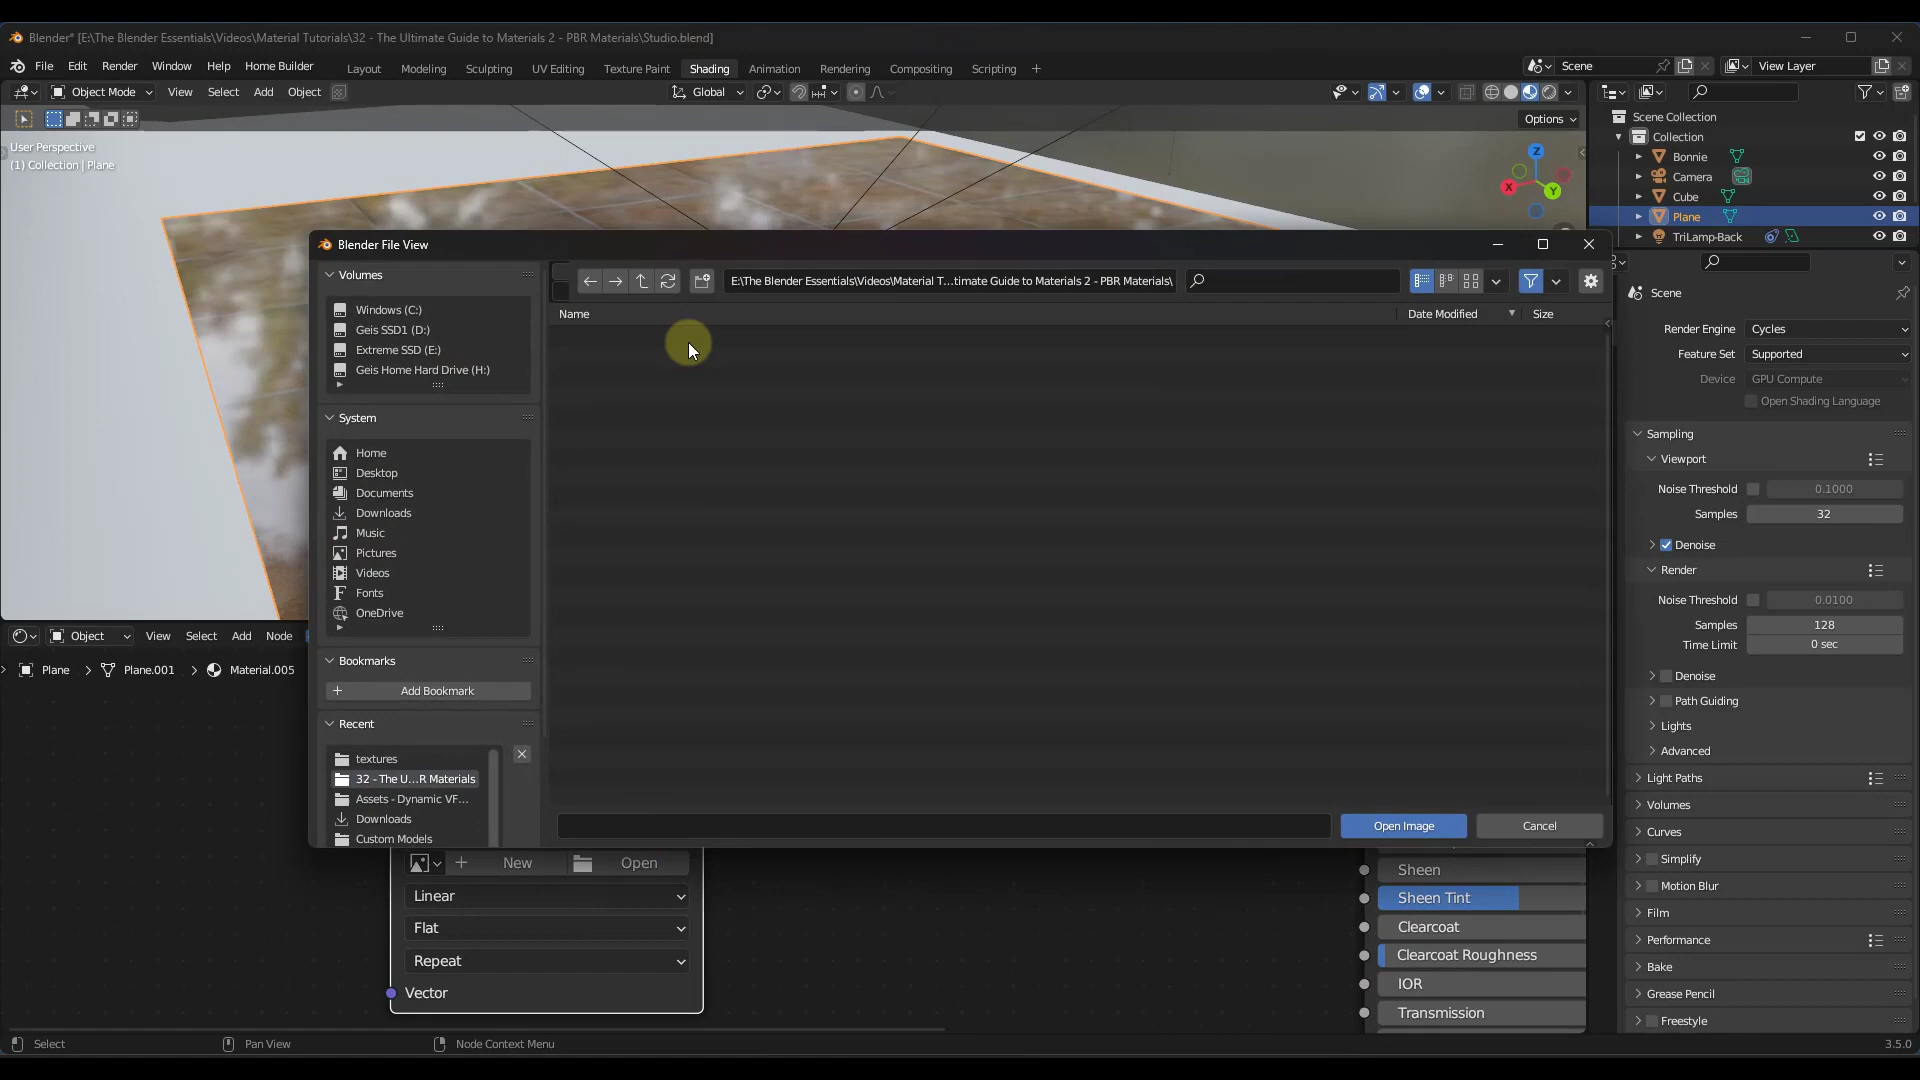 Blender* [E:\The Blender Essentials\Videos\Material Tutorials\32 - The Ultimate Guide to Materials 2 - PBR Materials\Studio.blend]
File Edit Render Window Help Home Builder Layout Modeling Sculpting UV Editing Texture Paint Shading Animation Rendering Compositing Scripting + Scene View Layer
Object Mode View Select Add Object Global
Options
User Perspective
(1) Collection | Plane
Z
X
Y
Scene Collection
Collection
Bonnie
Camera
Cube
Plane
TriLamp-Back
Blender File View
Volumes
Windows (C:)
Geis SSD1 (D:)
Extreme SSD (E:)
Geis Home Hard Drive (H:)
System
Home
Desktop
Documents
Downloads
Music
Pictures
Videos
Fonts
OneDrive
Bookmarks
Add Bookmark
Recent
textures
32 - The U...R Materials
Assets - Dynamic VF...
Downloads
Custom Models
E:\The Blender Essentials\Videos\Material T...timate Guide to Materials 2 - PBR Materials\
Name Date Modified Size
Open Image Cancel
Object View Select Add Node
Plane > Plane.001 > Material.005
New Open
Linear
Flat
Repeat
Vector
Sheen
Sheen Tint
Clearcoat
Clearcoat Roughness
IOR
Transmission
Scene
Render Engine Cycles
Feature Set Supported
Device GPU Compute
Open Shading Language
Sampling
Viewport
Noise Threshold 0.1000
Samples 32
Denoise
Render
Noise Threshold 0.0100
Samples 128
Time Limit 0 sec
Denoise
Path Guiding
Lights
Advanced
Light Paths
Volumes
Curves
Simplify
Motion Blur
Film
Performance
Bake
Grease Pencil
Freestyle
Select Pan View Node Context Menu 3.5.0